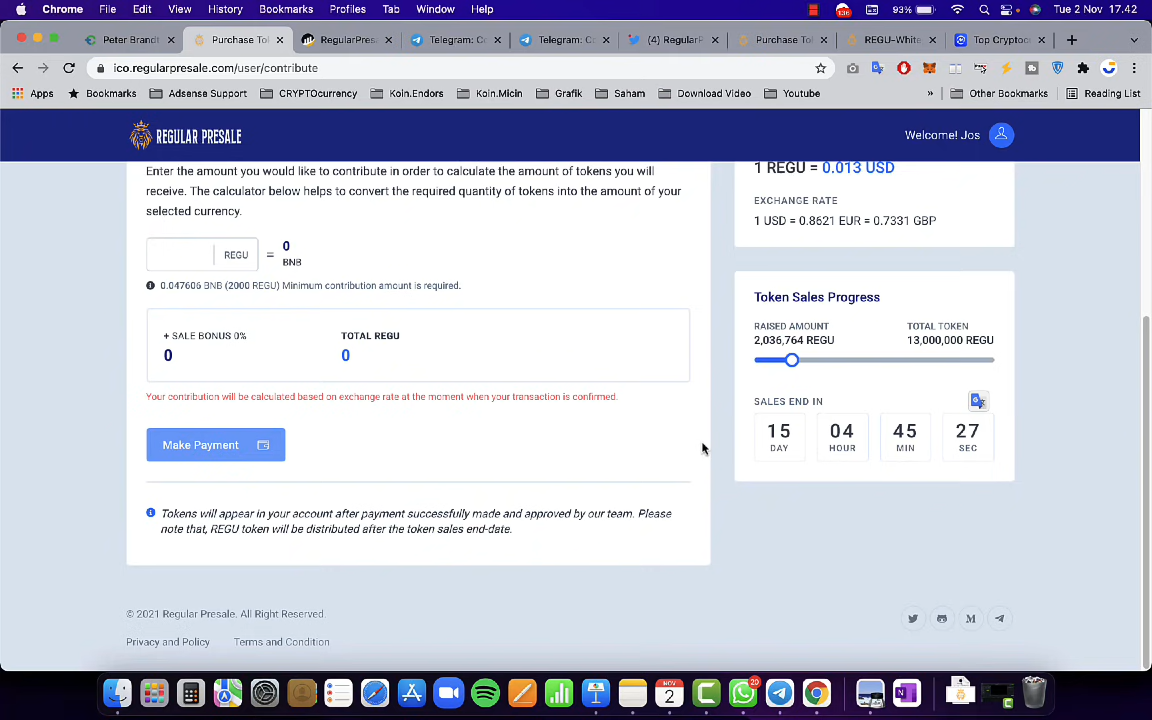 Chrome File Edit View History Bookmarks Profiles Tab Window Help
136 93% Tue 2 Nov 17.42
Peter Brandt
Purchase Tol
RegularPres
Telegram: Co
Telegram: C
(4) RegularP
Purchase Tol
REGU-White
Top Cryptoc
ico.regularpresale.com/user/contribute
Apps Bookmarks Adsense Support CRYPTOcurrency Koin.Endors Koin.Micin Grafik Saham Download Video Youtube » Other Bookmarks Reading List
REGULAR PRESALE
Welcome! Jos
Enter the amount you would like to contribute in order to calculate the amount of tokens you will
receive. The calculator below helps to convert the required quantity of tokens into the amount of your
selected currency.
REGU = 0
BNB
0.047606 BNB (2000 REGU) Minimum contribution amount is required.
+ SALE BONUS 0% TOTAL REGU
0 0
Your contribution will be calculated based on exchange rate at the moment when your transaction is confirmed.
Make Payment
Tokens will appear in your account after payment successfully made and approved by our team. Please
note that, REGU token will be distributed after the token sales end-date.
1 REGU = 0.013 USD
EXCHANGE RATE
1 USD = 0.8621 EUR = 0.7331 GBP
Token Sales Progress
RAISED AMOUNT TOTAL TOKEN
2,036,764 REGU 13,000,000 REGU
SALES END IN
15 04 45 27
DAY HOUR MIN SEC
© 2021 Regular Presale. All Right Reserved.
Privacy and Policy Terms and Condition
NOV
2
20